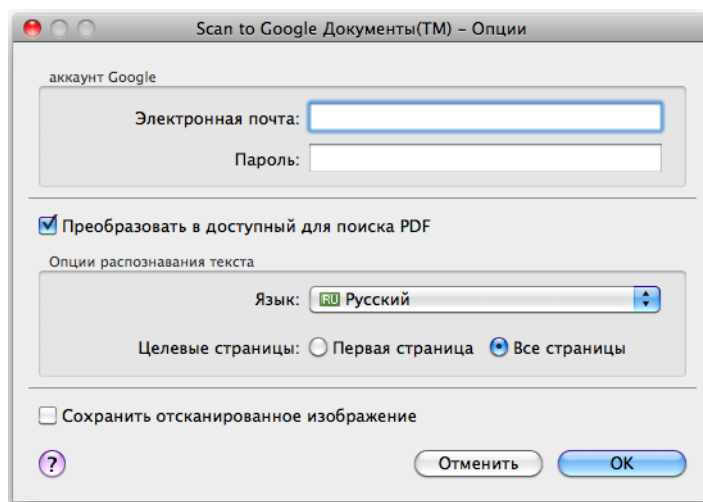 Scan to Google Документы(TM) – Опции
аккаунт Google
Электронная почта:
Пароль:
Преобразовать в доступный для поиска PDF
Опции распознавания текста
Язык: RU Русский
Целевые страницы: Первая страница Все страницы
Сохранить отсканированное изображение
? Отменить OK